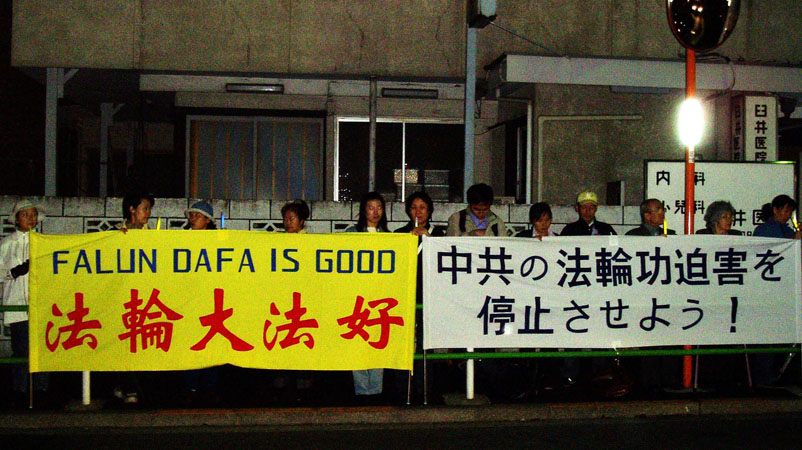 FALUN DAFA IS GOOD
法輪大法好
中共の法輪功迫害を
停止させよう!
臼井医院
内科
小児科